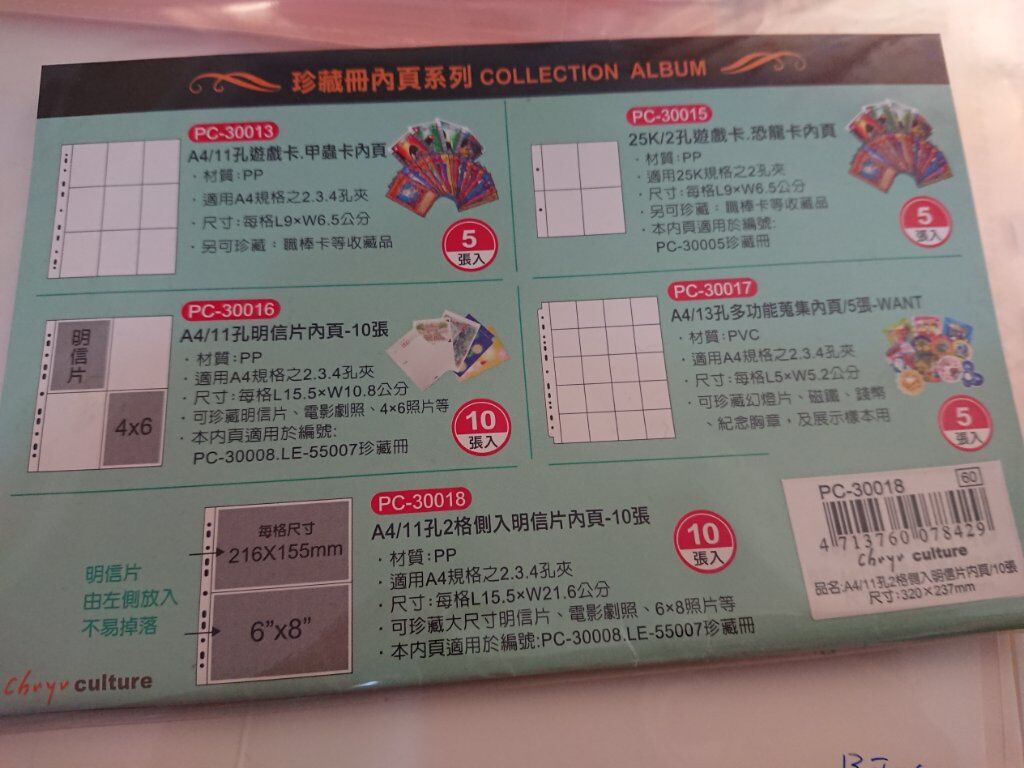 珍藏冊內頁系列 COLLECTION ALBUM
PC-30013
A4/11孔遊戲卡.甲蟲卡內頁
· 材質:PP
· 適用A4規格之2.3.4孔夾
· 尺寸:每格L9×W6.5公分
· 另可珍藏：職棒卡等收藏品
5
張入
PC-30015
25K/2孔遊戲卡.恐龍卡內頁
· 材質:PP
· 適用25K規格之2孔
· 尺寸:每格L9×W6.5公分
· 另可珍藏：職棒卡等收藏品
· 本內頁適用於編號:
PC-30005珍藏冊
5
張入
PC-30016
A4/11孔明信片內頁-10張
· 材質:PP
· 適用A4規格之2.3.4孔夾
· 尺寸:每格L15.5×W10.8公分
· 可珍藏明信片、電影劇照、4×6照片等
· 本內頁適用於編號:
PC-30008.LE-55007珍藏冊
明信片
4x6
10
張入
PC-30017
A4/13孔多功能蒐集內頁/5張-WANT
· 材質:PVC
· 適用A4規格之2.3.4孔夾
· 尺寸:每格L5×W5.2公分
· 可珍藏幻燈片、磁鐵、錢幣
、紀念胸章，及展示樣本用
5
張入
PC-30018
A4/11孔2格側入明信片內頁-10張
· 材質:PP
· 適用A4規格之2.3.4孔夾
· 尺寸:每格L15.5×W21.6公分
· 可珍藏大尺寸明信片、電影劇照、6×8照片等
· 本內頁適用於編號:PC-30008.LE-55007珍藏冊
每格尺寸
216X155mm
6”x8”
明信片
由左側放入
不易掉落
10
張入
PC-30018
60
4 713760 078429
Chuyu culture
品名:A4/11孔2格側入明信片內頁/10張
尺寸:320×237mm
Chuyu culture